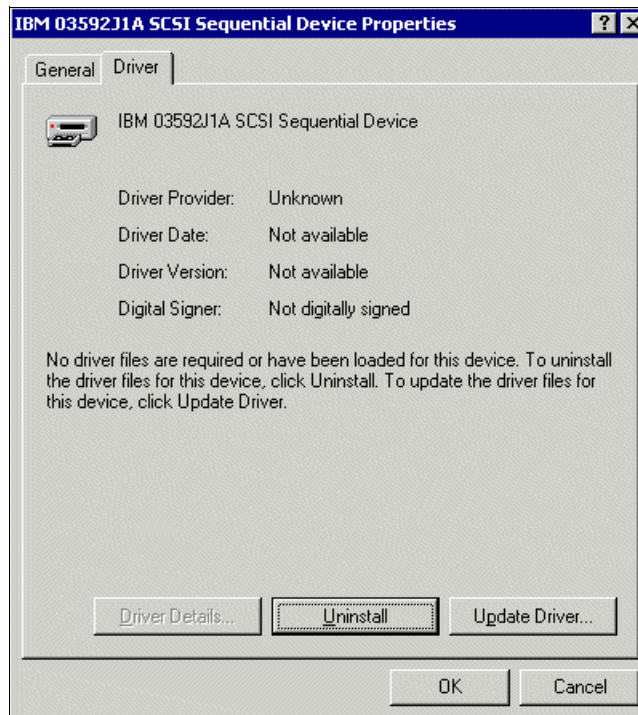 IBM 03592J1A SCSI Sequential Device Properties ? X
General Driver
IBM 03592J1A SCSI Sequential Device
Driver Provider: Unknown
Driver Date: Not available
Driver Version: Not available
Digital Signer: Not digitally signed
No driver files are required or have been loaded for this device. To uninstall
the driver files for this device, click Uninstall. To update the driver files for
this device, click Update Driver.
Driver Details... Uninstall Update Driver...
OK Cancel